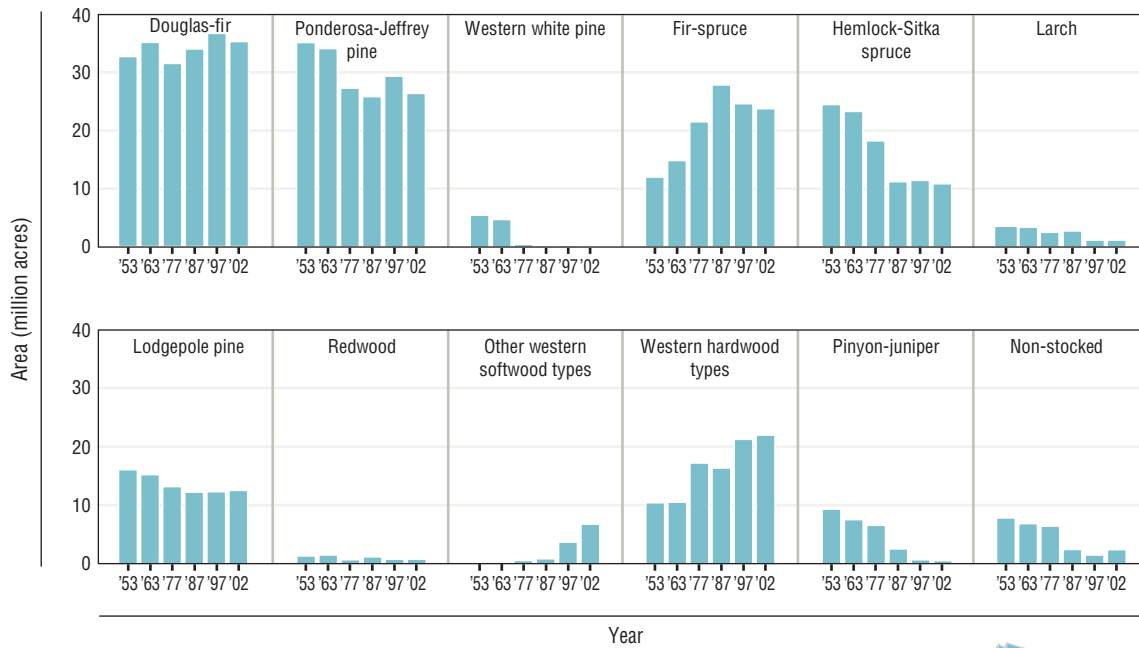 Area (million acres)
40
30
20
10
0
Douglas-fir
Ponderosa-Jeffrey
pine
Western white pine
Fir-spruce
Hemlock-Sitka
spruce
Larch
’53 ’63 ’77 ’87 ’97 ’02
’53 ’63 ’77 ’87 ’97 ’02
’53 ’63 ’77 ’87 ’97 ’02
’53 ’63 ’77 ’87 ’97 ’02
’53 ’63 ’77 ’87 ’97 ’02
’53 ’63 ’77 ’87 ’97 ’02
40
30
20
10
0
Lodgepole pine
Redwood
Other western
softwood types
Western hardwood
types
Pinyon-juniper
Non-stocked
’53 ’63 ’77 ’87 ’97 ’02
’53 ’63 ’77 ’87 ’97 ’02
’53 ’63 ’77 ’87 ’97 ’02
’53 ’63 ’77 ’87 ’97 ’02
’53 ’63 ’77 ’87 ’97 ’02
’53 ’63 ’77 ’87 ’97 ’02
Year